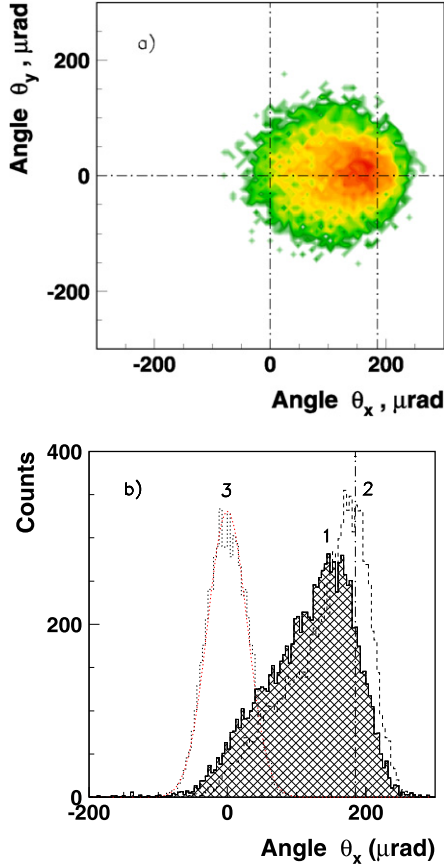 a)
Angle θy , μrad
200
0
-200
-200 0 200
Angle θx , μrad
b)
Counts
400
200
0
3
1
2
-200 0 200
Angle θx (μrad)